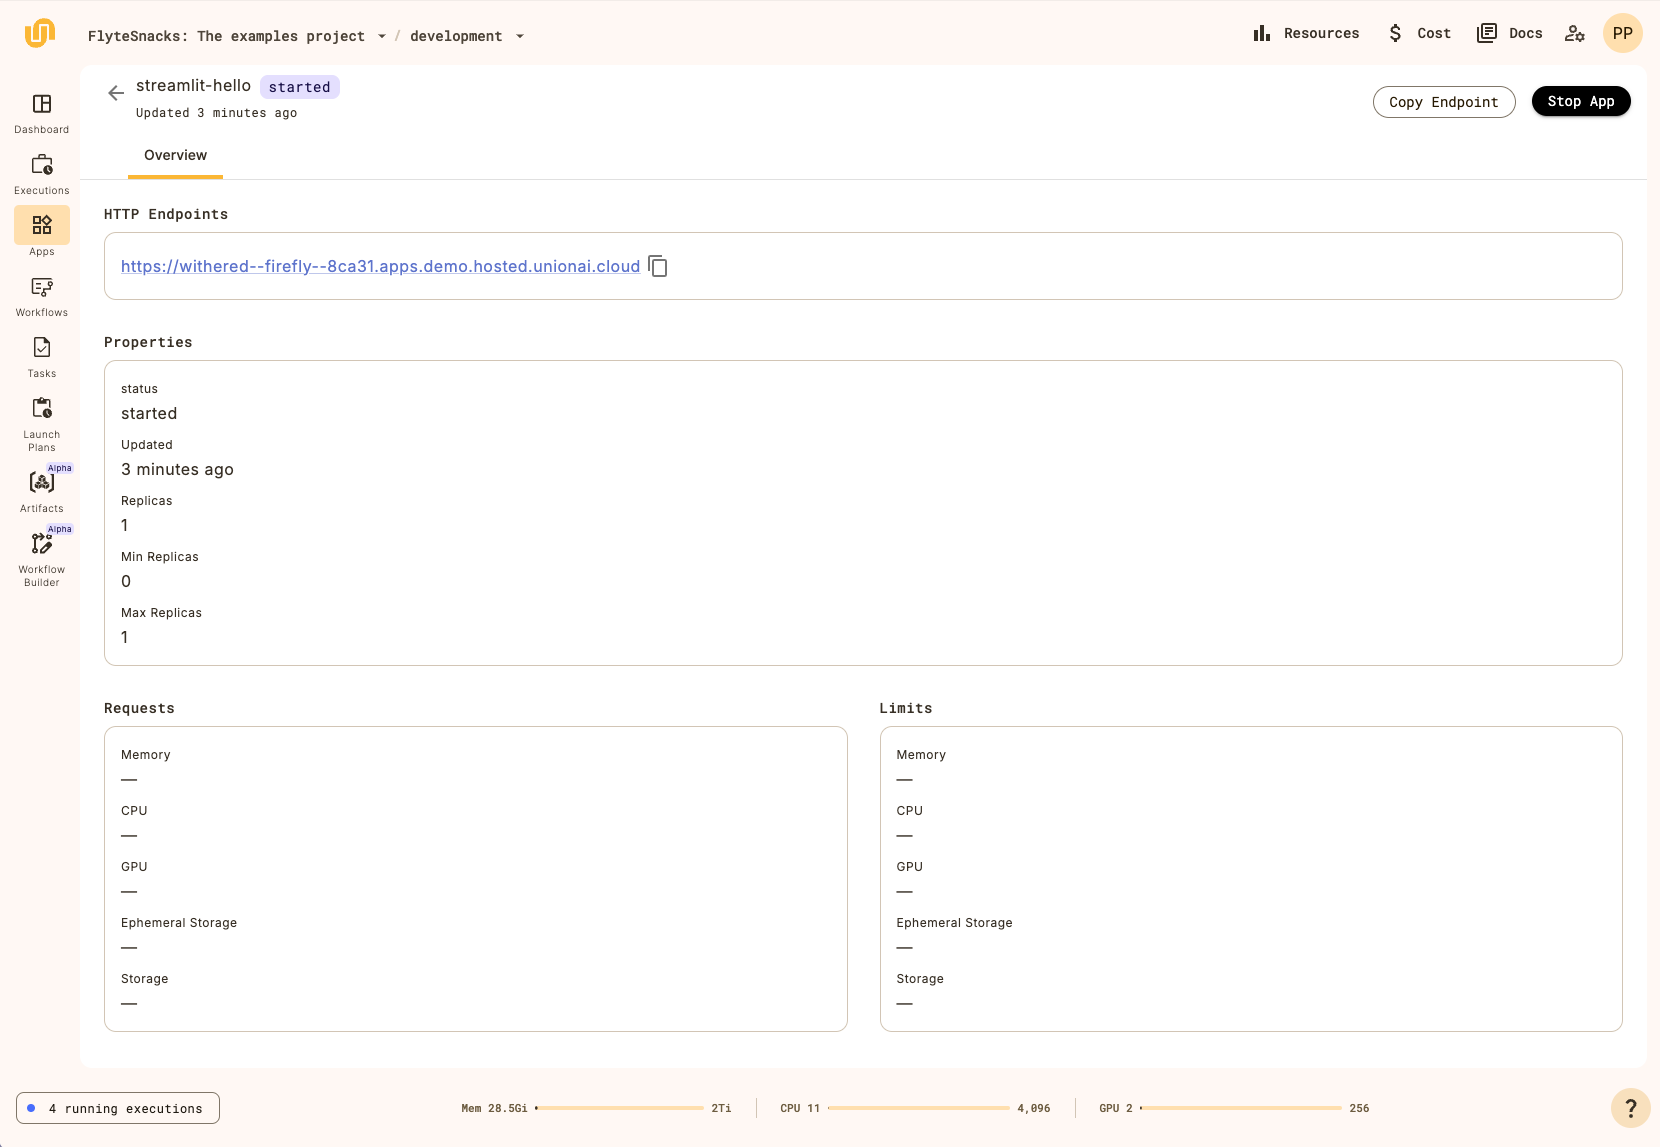 FlyteSnacks: The examples project / development
Resources
Cost
Docs
PP
Dashboard
Executions
Apps
Workflows
Tasks
Launch
Plans
Alpha
Artifacts
Alpha
Workflow
Builder
streamlit-hello started
Updated 3 minutes ago
Copy Endpoint
Stop App
Overview
HTTP Endpoints
https://withered--firefly--8ca31.apps.demo.hosted.unionai.cloud
Properties
status
started
Updated
3 minutes ago
Replicas
1
Min Replicas
0
Max Replicas
1
Requests
Memory
—
CPU
—
GPU
—
Ephemeral Storage
—
Storage
—
Limits
Memory
—
CPU
—
GPU
—
Ephemeral Storage
—
Storage
—
4 running executions
Mem 28.5Gi 2Ti
CPU 11 4,096
GPU 2 256
?